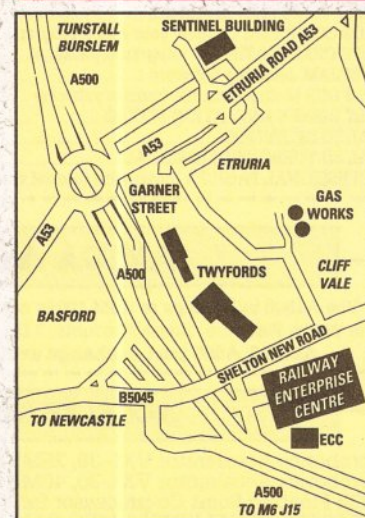 TUNSTALL
BURSLEM
SENTINEL BUILDING
A500
ETRURIA ROAD A53
A53
ETRURIA
GARNER
STREET
GAS
WORKS
A53
A500
TWYFORDS
CLIFF
VALE
BASFORD
SHELTON NEW ROAD
RAILWAY
ENTERPRISE
CENTRE
B5045
TO NEWCASTLE
ECC
A500
TO M6 J15